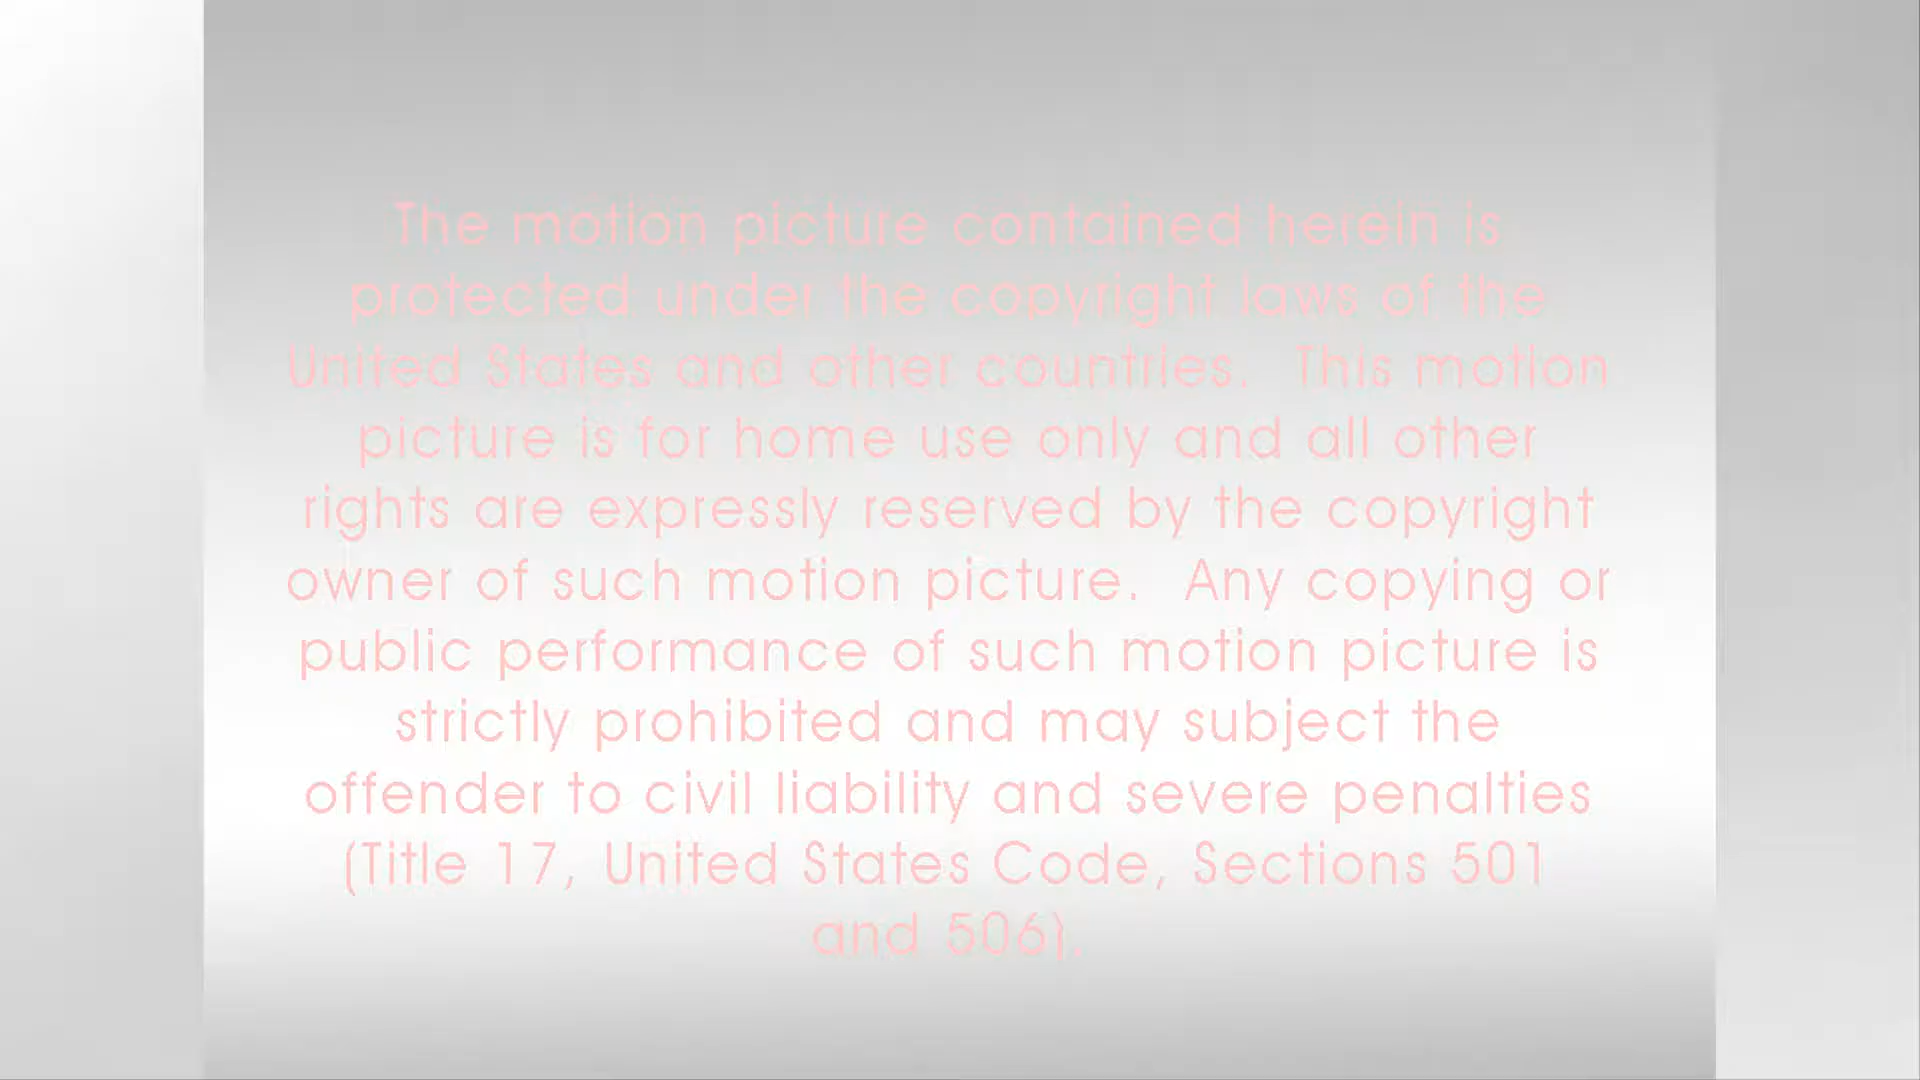 The motion picture contained herein is
protected under the copyright laws of the
United States and other countries.  This motion
picture is for home use only and all other
rights are expressly reserved by the copyright
owner of such motion picture.  Any copying or
public performance of such motion picture is
strictly prohibited and may subject the
offender to civil liability and severe penalties
(Title 17, United States Code, Sections 501
and 506).